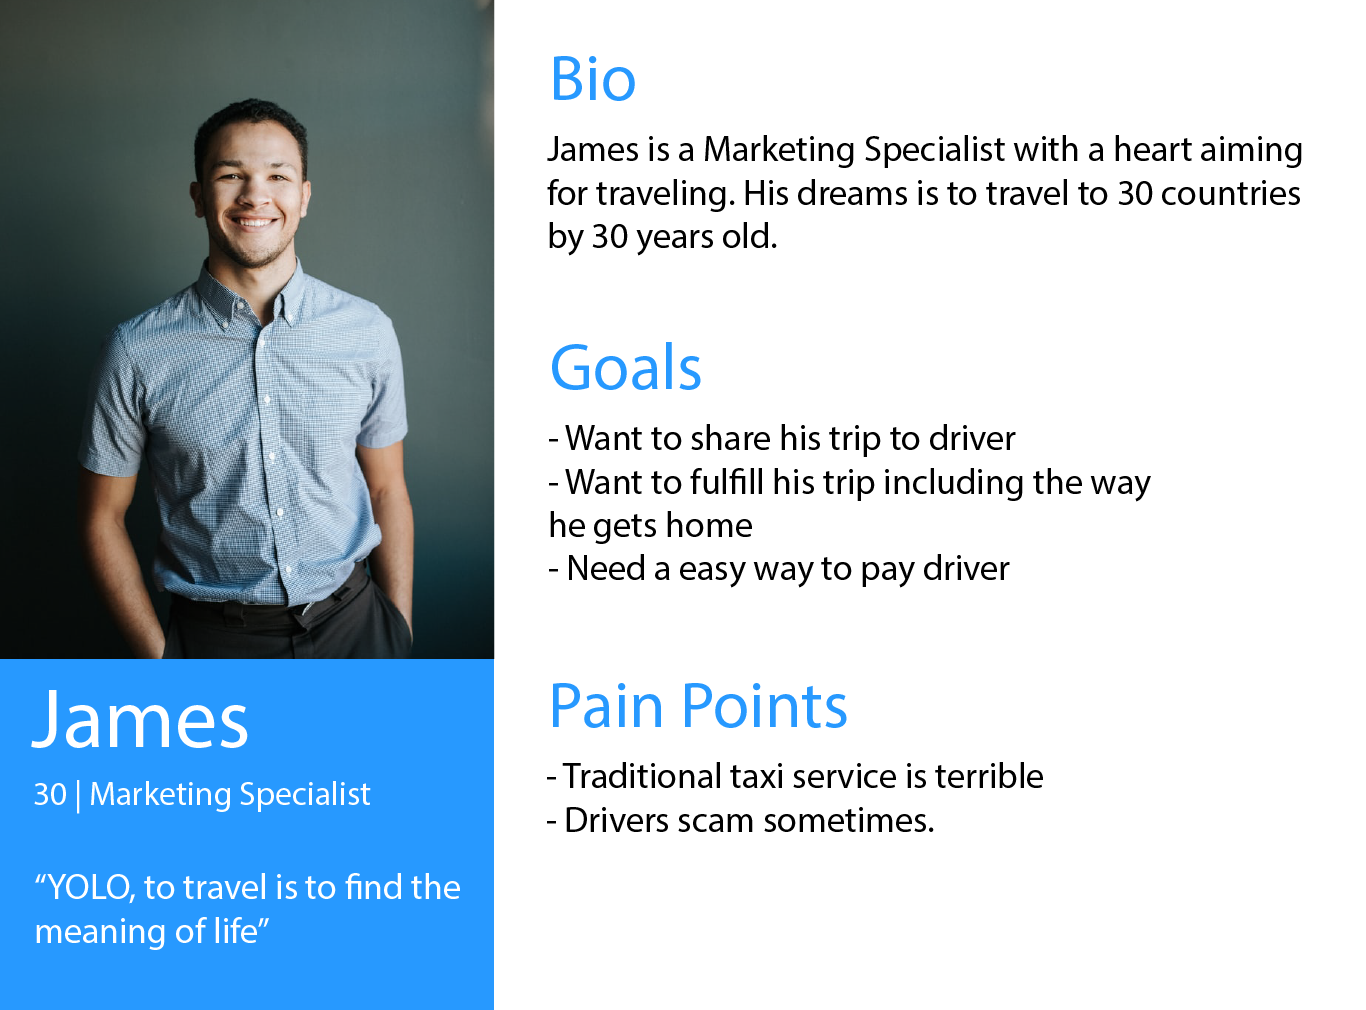 James
30 | Marketing Specialist
“YOLO, to travel is to find the
meaning of life”
Bio
James is a Marketing Specialist with a heart aiming
for traveling. His dreams is to travel to 30 countries
by 30 years old.
Goals
- Want to share his trip to driver
- Want to fulfill his trip including the way
he gets home
- Need a easy way to pay driver
Pain Points
- Traditional taxi service is terrible
- Drivers scam sometimes.